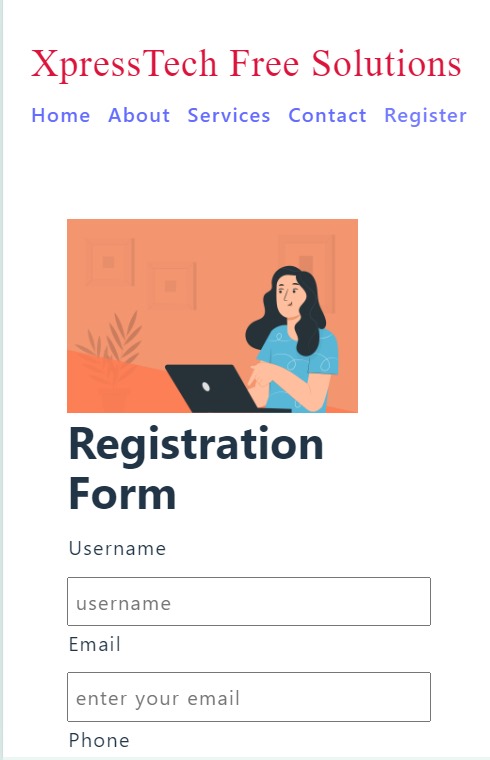 XpressTech Free Solutions
Home About Services Contact Register
Registration
Form
Username
username
Email
enter your email
Phone